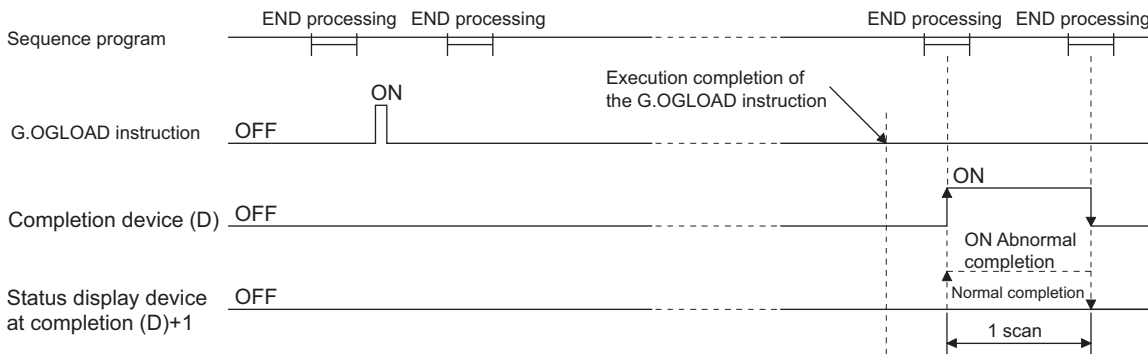 END processing
END processing
END processing
END processing
Sequence program
Execution completion of
the G.OGLOAD instruction
ON
G.OGLOAD instruction
OFF
ON
Completion device (D)
OFF
ON Abnormal
completion
Status display device
at completion (D)+1
OFF
Normal completion
1 scan